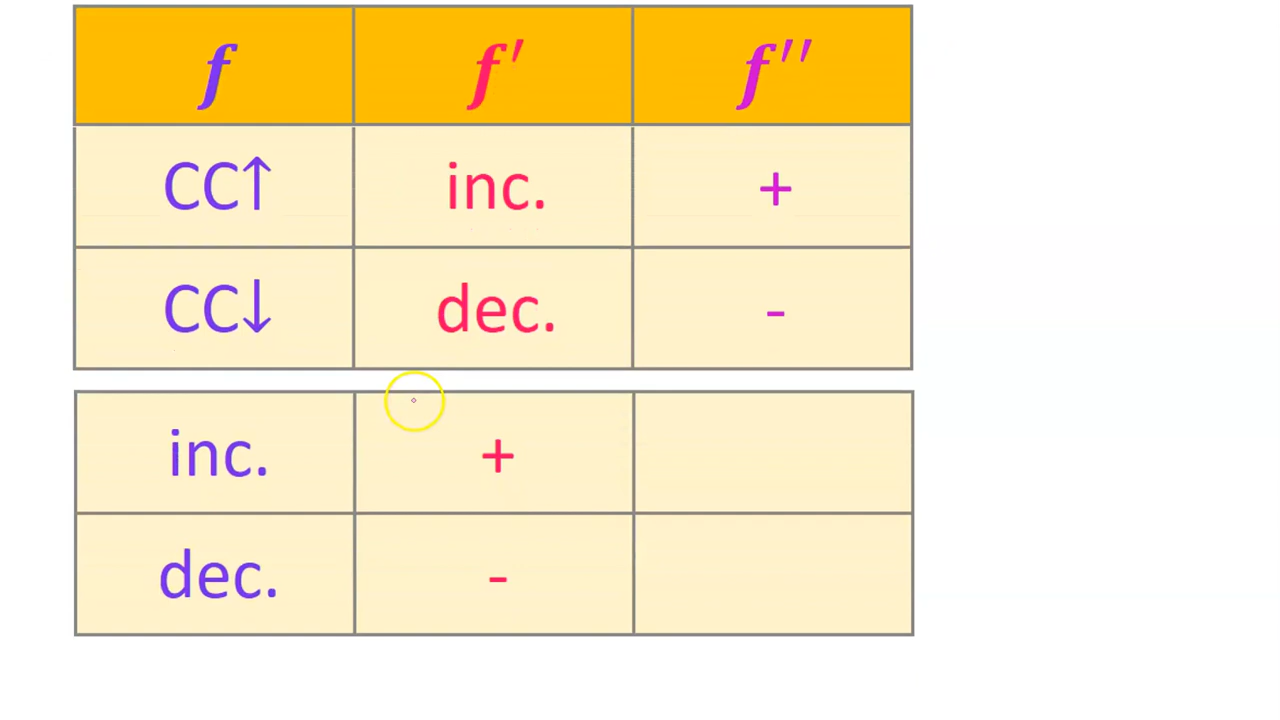 f f′ f′′
CC↑ inc. +
CC↓ dec. -
inc. +
dec. -